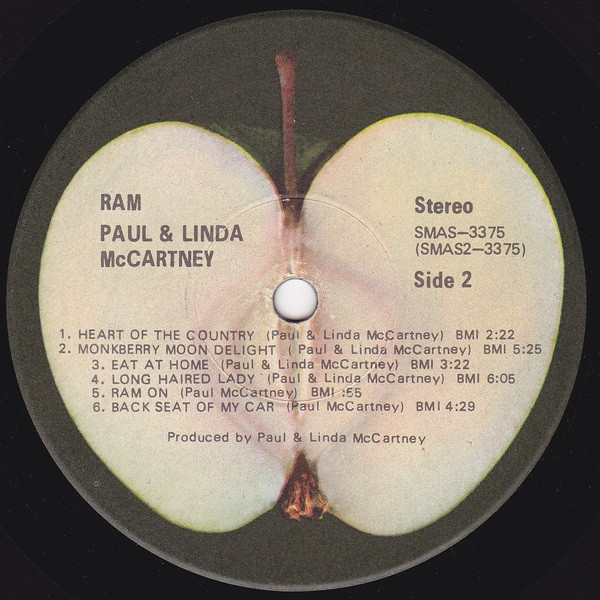 RAM
PAUL & LINDA
McCARTNEY
Stereo
SMAS-3375
(SMAS2-3375)
Side 2
1. HEART OF THE COUNTRY (Paul & Linda McCartney) BMI 2:22
2. MONKBERRY MOON DELIGHT ( Paul & Linda McCartney) BMI 5:25
3. EAT AT HOME (Paul & Linda McCartney) BMI 3:22
4. LONG HAIRED LADY (Paul & Linda McCartney) BMI 6:05
5. RAM ON (Paul McCartney) BMI :55
6. BACK SEAT OF MY CAR (Paul McCartney) BMI 4:29
Produced by Paul & Linda McCartney